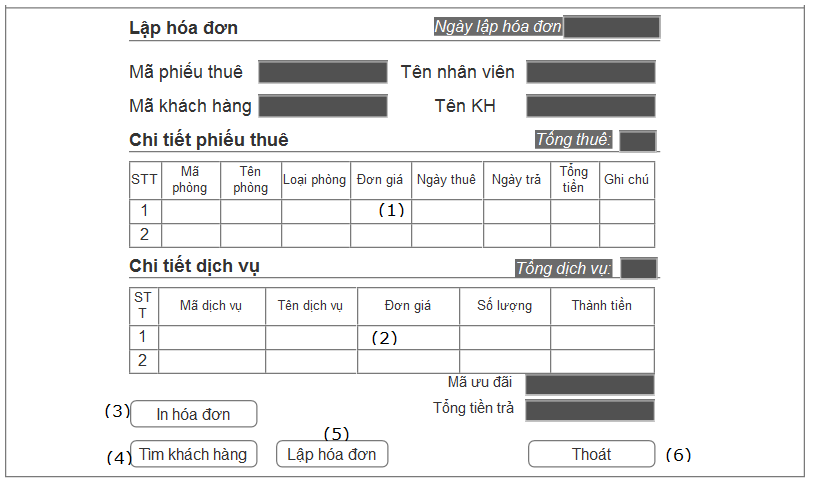 Lập hóa đơn Ngày lập hóa đơn
Mã phiếu thuê Tên nhân viên
Mã khách hàng Tên KH
Chi tiết phiếu thuê Tổng thuê:
STT Mã phòng Tên phòng Loại phòng Đơn giá Ngày thuê Ngày trả Tổng tiền Ghi chú
1 (1)
2
Chi tiết dịch vụ Tổng dịch vụ:
STT Mã dịch vụ Tên dịch vụ Đơn giá Số lượng Thành tiền
1 (2)
2
Mã ưu đãi
Tổng tiền trả
(3) In hóa đơn
(5)
(4) Tìm khách hàng Lập hóa đơn Thoát (6)